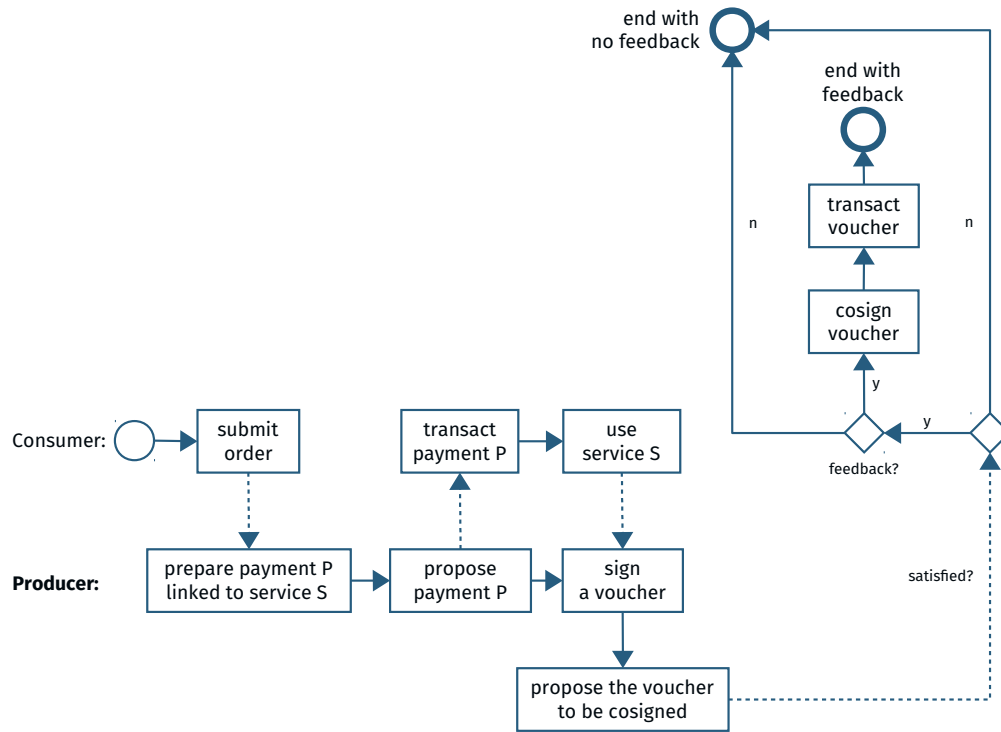 end with
no feedback
end with
feedback
transact
voucher
n
n
cosign
voucher
y
y
Consumer:
submit
order
transact
payment P
use
service S
feedback?
Producer:
prepare payment P
linked to service S
propose
payment P
sign
a voucher
satisfied?
propose the voucher
to be cosigned